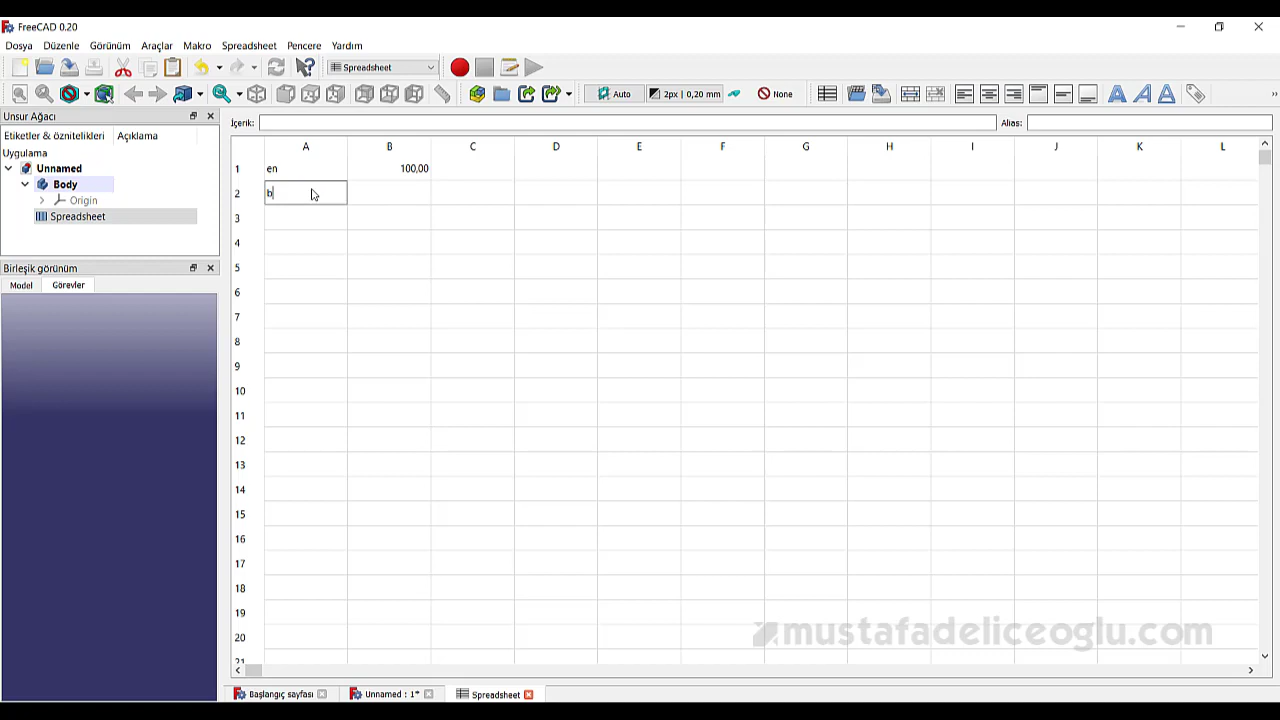 FreeCAD 0.20
Dosya Düzenle Görünüm Araçlar Makro Spreadsheet Pencere Yardım
Spreadsheet
Auto 2px | 0,20 mm None
Unsur Ağacı
İçerik: Alias:
Etiketler & öznitelikleri Açıklama
Uygulama
A B C D E F G H I J K L
Unnamed
1 en 100,00
Body
2 b
Origin
Spreadsheet
3
4
5
Birleşik görünüm
Model Görevler
6
7
8
9
10
11
12
13
14
15
16
17
18
19
20
21
mustafadeliceoglu.com
Başlangıç sayfası Unnamed : 1* Spreadsheet